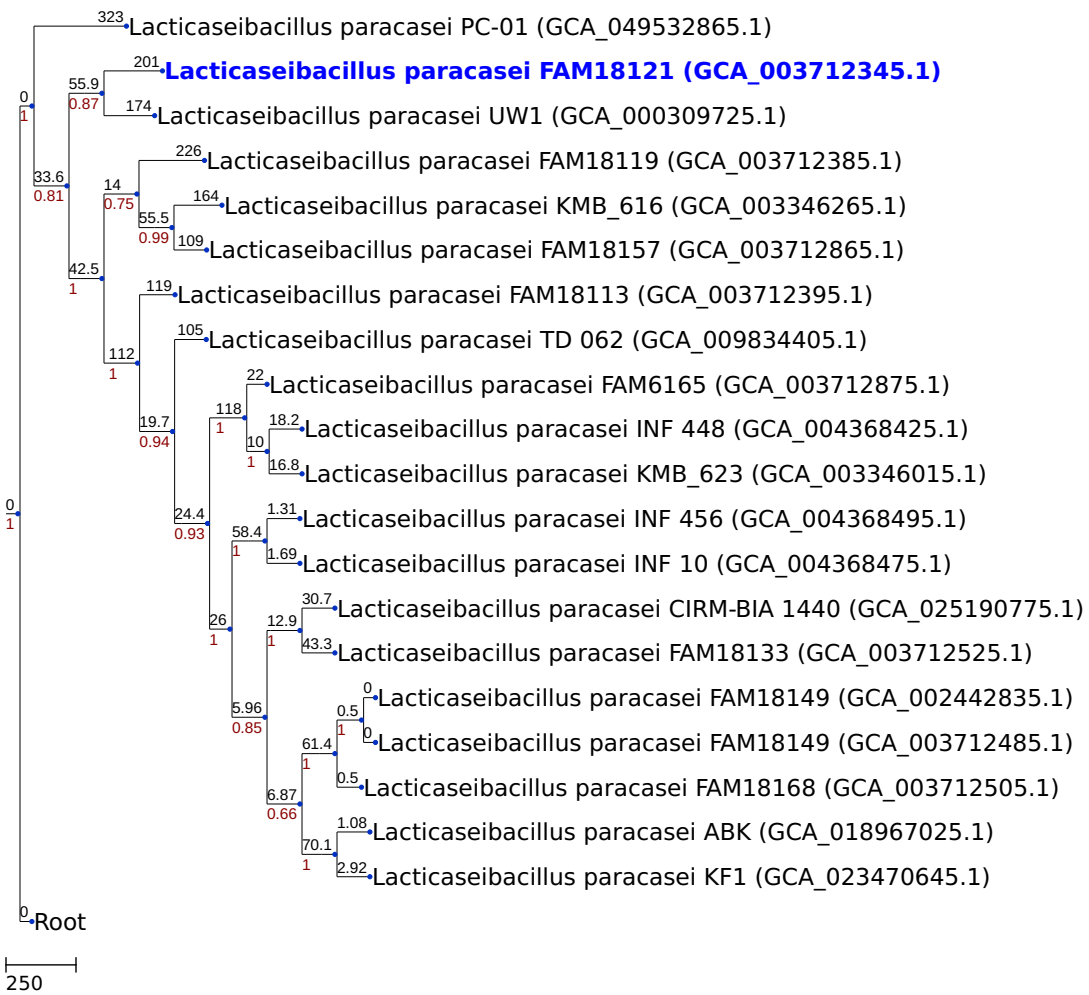 323 Lacticaseibacillus paracasei PC-01 (GCA_049532865.1)
201 Lacticaseibacillus paracasei FAM18121 (GCA_003712345.1)
55.9
0.87
0
1
174 Lacticaseibacillus paracasei UW1 (GCA_000309725.1)
226 Lacticaseibacillus paracasei FAM18119 (GCA_003712385.1)
33.6
0.81
14
0.75
164 Lacticaseibacillus paracasei KMB_616 (GCA_003346265.1)
55.5
0.99
109 Lacticaseibacillus paracasei FAM18157 (GCA_003712865.1)
42.5
1
119 Lacticaseibacillus paracasei FAM18113 (GCA_003712395.1)
105 Lacticaseibacillus paracasei TD 062 (GCA_009834405.1)
112
1
22 Lacticaseibacillus paracasei FAM6165 (GCA_003712875.1)
118
1
19.7
0.94
18.2 Lacticaseibacillus paracasei INF 448 (GCA_004368425.1)
10
1
16.8 Lacticaseibacillus paracasei KMB_623 (GCA_003346015.1)
0
1
24.4
0.93
1.31 Lacticaseibacillus paracasei INF 456 (GCA_004368495.1)
58.4
1
1.69 Lacticaseibacillus paracasei INF 10 (GCA_004368475.1)
30.7 Lacticaseibacillus paracasei CIRM-BIA 1440 (GCA_025190775.1)
26
1
12.9
1
43.3 Lacticaseibacillus paracasei FAM18133 (GCA_003712525.1)
0 Lacticaseibacillus paracasei FAM18149 (GCA_002442835.1)
5.96
0.85
0.5
1
0 Lacticaseibacillus paracasei FAM18149 (GCA_003712485.1)
61.4
1
0.5 Lacticaseibacillus paracasei FAM18168 (GCA_003712505.1)
6.87
0.66
1.08 Lacticaseibacillus paracasei ABK (GCA_018967025.1)
70.1
1
2.92 Lacticaseibacillus paracasei KF1 (GCA_023470645.1)
0 Root
250